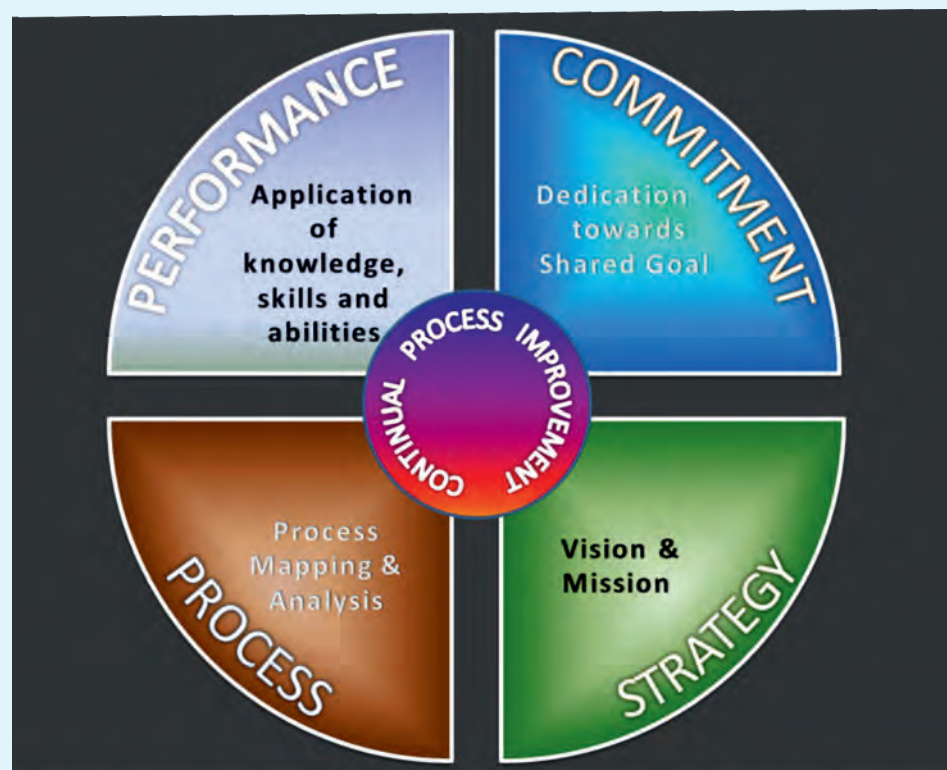 PERFORMANCE
Application
of
knowledge,
skills and
abilities
COMMITMENT
Dedication
towards
Shared Goal
CONTINUAL PROCESS IMPROVEMENT
PROCESS
Process
Mapping &
Analysis
STRATEGY
Vision &
Mission